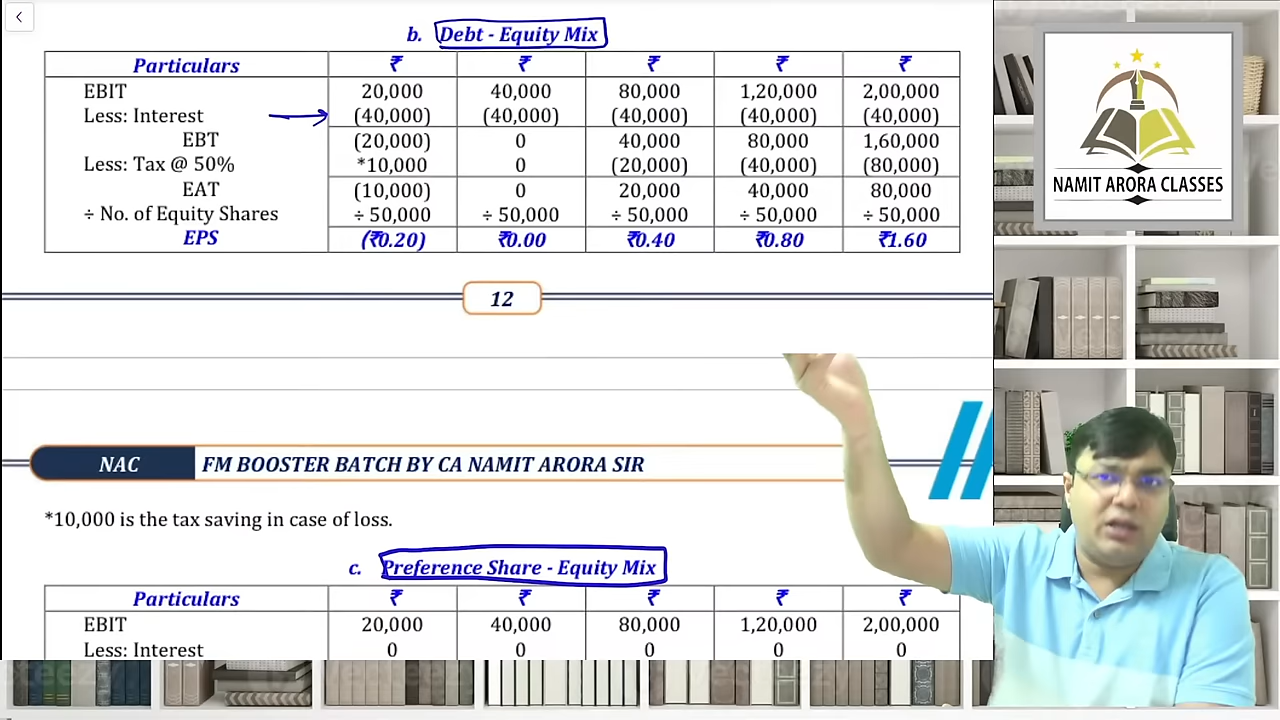 b. Debt - Equity Mix
Particulars ₹ ₹ ₹ ₹ ₹
EBIT 20,000 40,000 80,000 1,20,000 2,00,000
Less: Interest (40,000) (40,000) (40,000) (40,000) (40,000)
EBT (20,000) 0 40,000 80,000 1,60,000
Less: Tax @ 50% *10,000 0 (20,000) (40,000) (80,000)
EAT (10,000) 0 20,000 40,000 80,000
÷ No. of Equity Shares ÷ 50,000 ÷ 50,000 ÷ 50,000 ÷ 50,000 ÷ 50,000
EPS (₹0.20) ₹0.00 ₹0.40 ₹0.80 ₹1.60
12
NAC FM BOOSTER BATCH BY CA NAMIT ARORA SIR
*10,000 is the tax saving in case of loss.
c. Preference Share - Equity Mix
Particulars ₹ ₹ ₹ ₹ ₹
EBIT 20,000 40,000 80,000 1,20,000 2,00,000
Less: Interest 0 0 0 0 0
NAMIT ARORA CLASSES